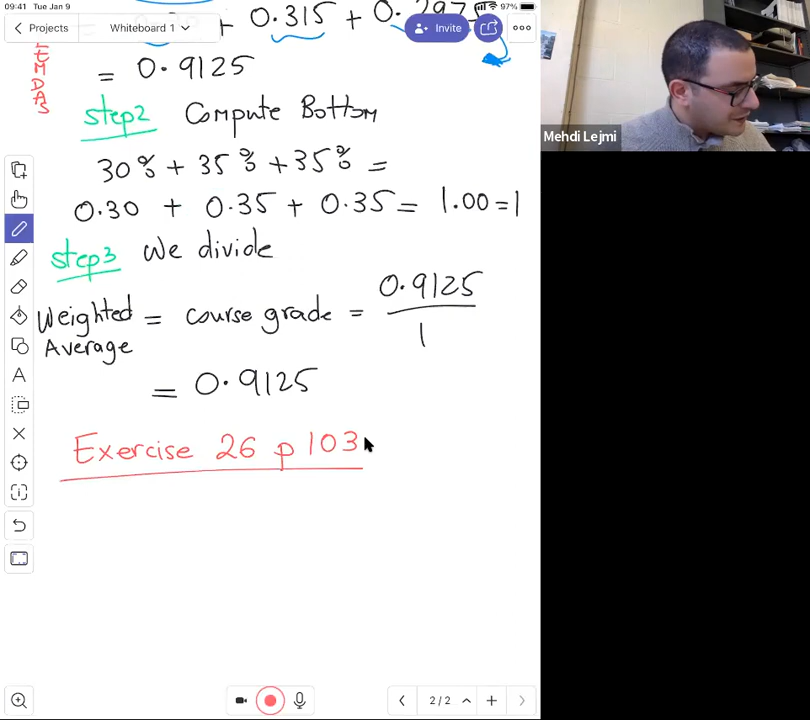 09:41 Tue Jan 9 97%
Projects Whiteboard 1 Invite
+ 0.315 + 0.297
= 0.9125
EMDAS
step2 Compute Bottom
30% + 35% + 35% =
0.30 + 0.35 + 0.35 = 1.00 = 1
step3 We divide
Weighted Average = course grade = 0.9125 / 1
= 0.9125
Exercise 26 p 103
A
2/2
Mehdi Lejmi